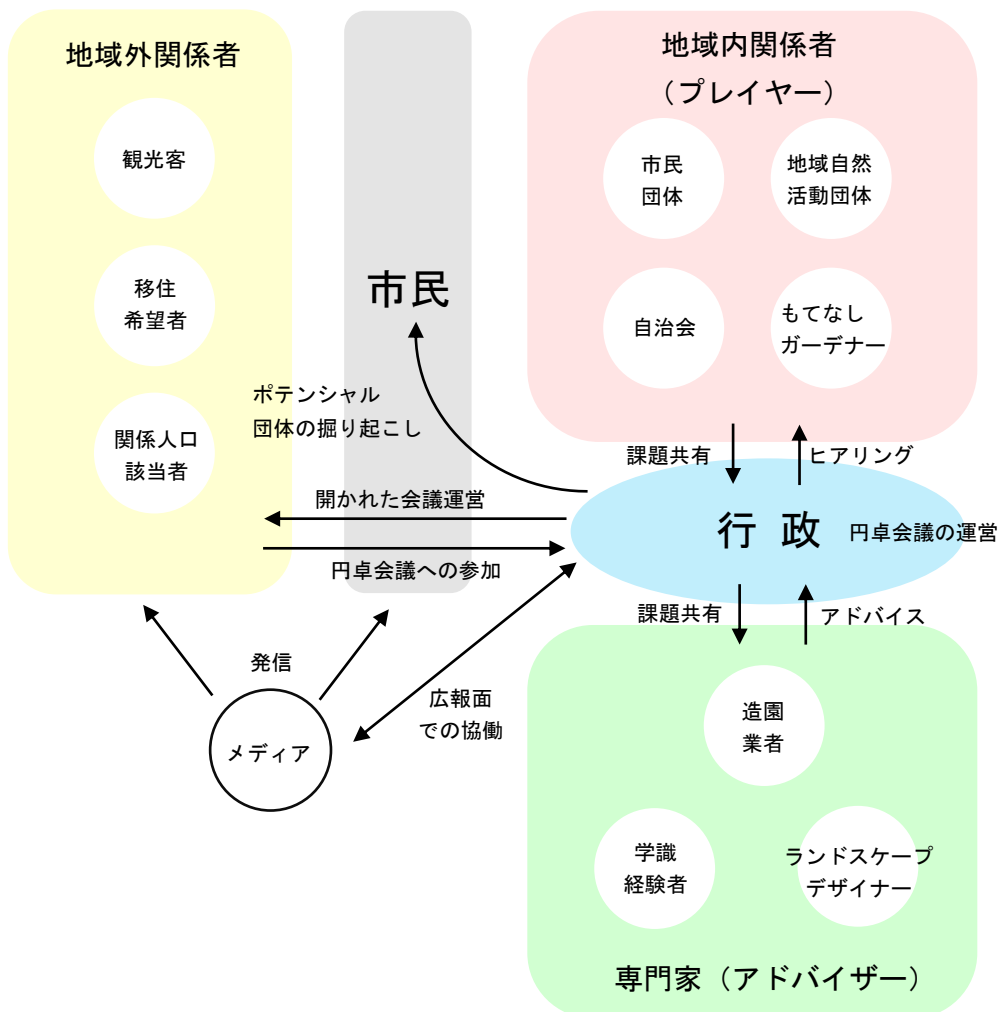 地域外関係者
観光客
移住
希望者
関係人口
該当者
市民
地域内関係者
（プレイヤー）
市民
団体
地域自然
活動団体
自治会
もてなし
ガーデナー
ポテンシャル
団体の掘り起こし
課題共有
ヒアリング
開かれた会議運営
行 政
円卓会議の運営
円卓会議への参加
課題共有
アドバイス
発信
メディア
広報面
での協働
造園
業者
学識
経験者
ランドスケープ
デザイナー
専門家（アドバイザー）